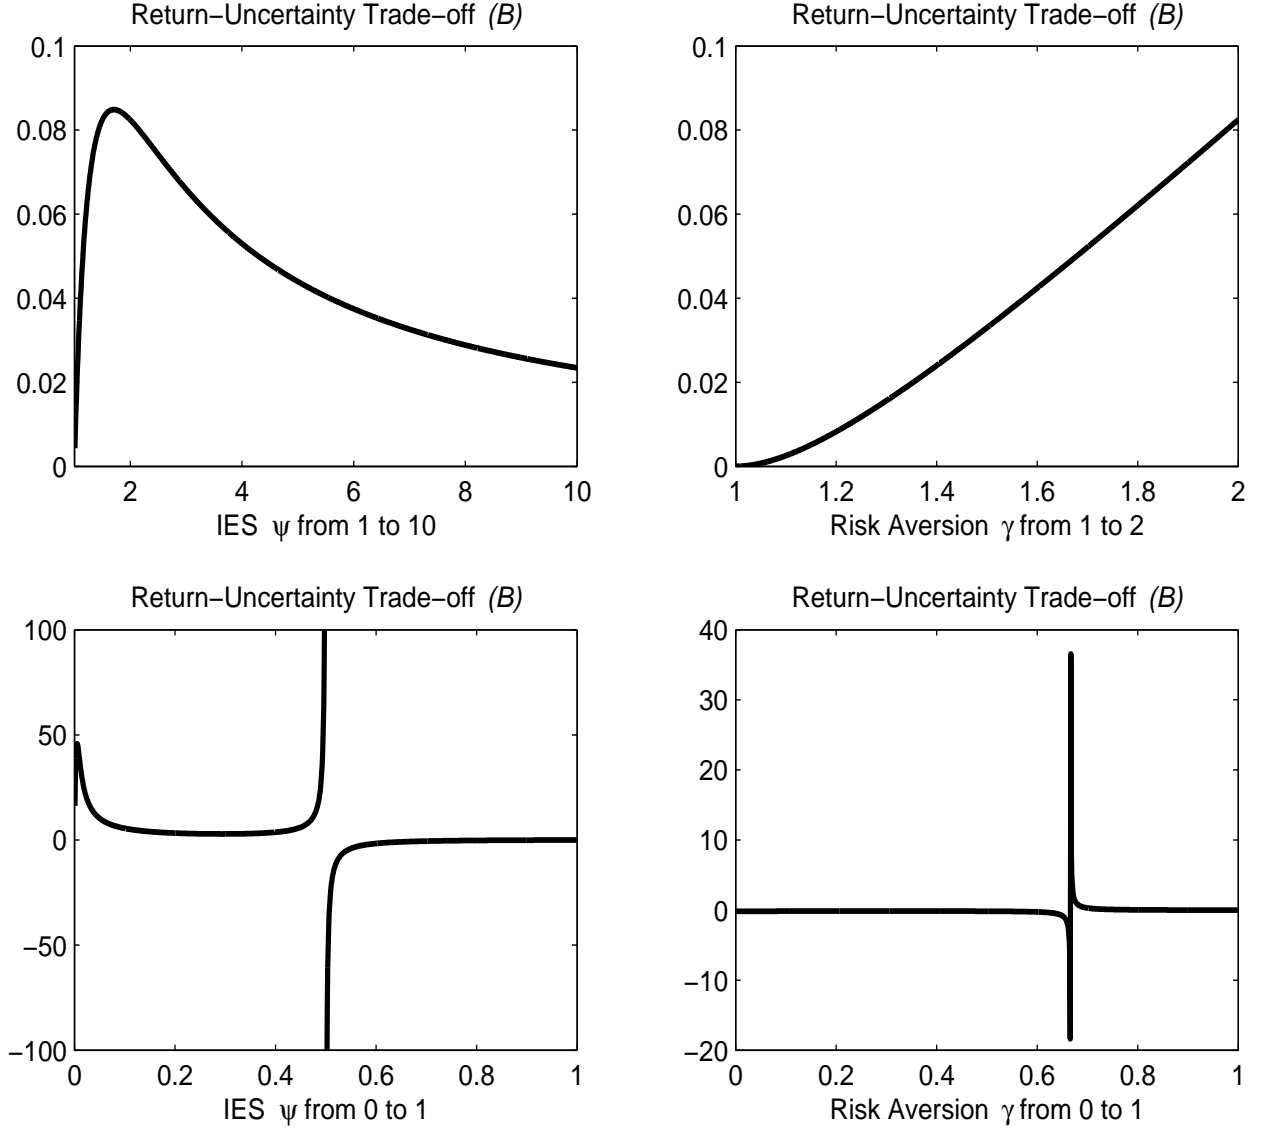 Return−Uncertainty Trade−off (B)
0.1
0.08
0.06
0.04
0.02
0
2 4 6 8 10
IES ψ from 1 to 10
Return−Uncertainty Trade−off (B)
0.1
0.08
0.06
0.04
0.02
0
1 1.2 1.4 1.6 1.8 2
Risk Aversion γ from 1 to 2
Return−Uncertainty Trade−off (B)
100
50
0
−50
−100
0 0.2 0.4 0.6 0.8 1
IES ψ from 0 to 1
Return−Uncertainty Trade−off (B)
40
30
20
10
0
−10
−20
0 0.2 0.4 0.6 0.8 1
Risk Aversion γ from 0 to 1